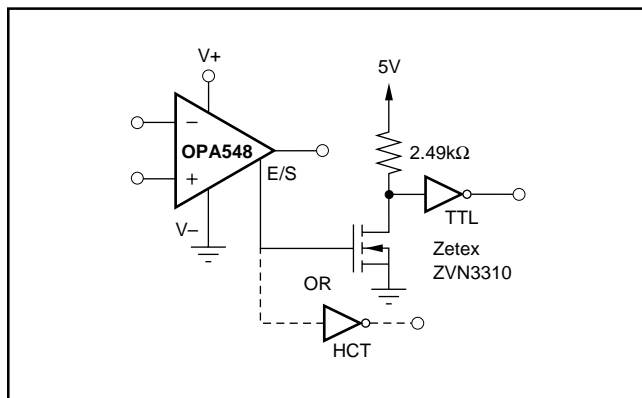 V+
5V
–
OPA548
+
E/S
V–
2.49kΩ
TTL
Zetex
ZVN3310
OR
HCT